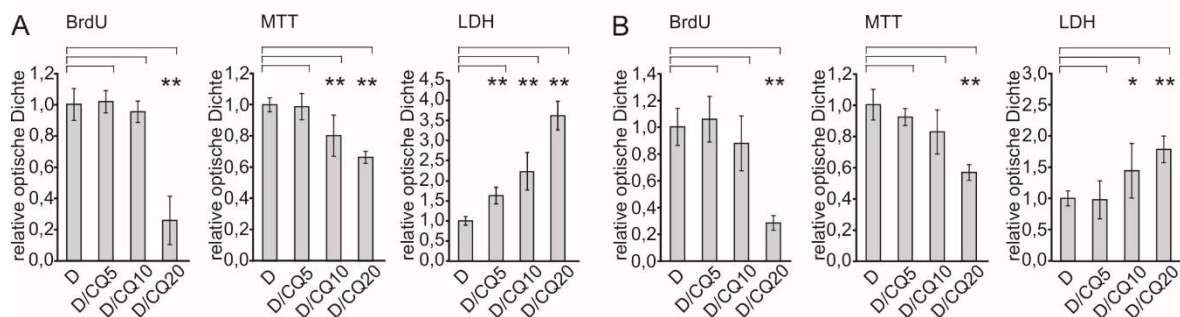 A
BrdU
MTT
LDH
B
BrdU
MTT
LDH
relative optische Dichte
1,2
1,0
0,8
0,6
0,4
0,2
0,0
**
D
D/CQ5
D/CQ10
D/CQ20
relative optische Dichte
1,2
1,0
0,8
0,6
0,4
0,2
0,0
** **
D
D/CQ5
D/CQ10
D/CQ20
relative optische Dichte
4,5
4,0
3,5
3,0
2,5
2,0
1,5
1,0
0,5
0,0
** ** **
D
D/CQ5
D/CQ10
D/CQ20
relative optische Dichte
1,4
1,2
1,0
0,8
0,6
0,4
0,2
0,0
**
D
D/CQ5
D/CQ10
D/CQ20
relative optische Dichte
1,2
1,0
0,8
0,6
0,4
0,2
0,0
**
D
D/CQ5
D/CQ10
D/CQ20
relative optische Dichte
3,0
2,5
2,0
1,5
1,0
0,5
0,0
* **
D
D/CQ5
D/CQ10
D/CQ20